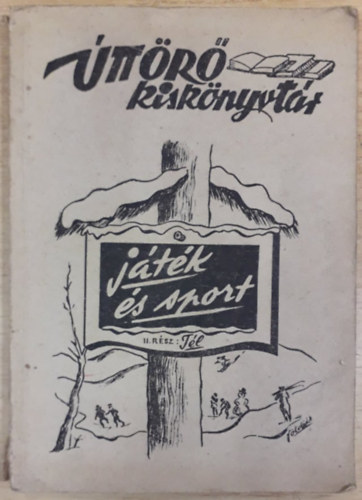 Úttörő
kiskönyvtár
játék
és sport
II. RÉSZ: Tél